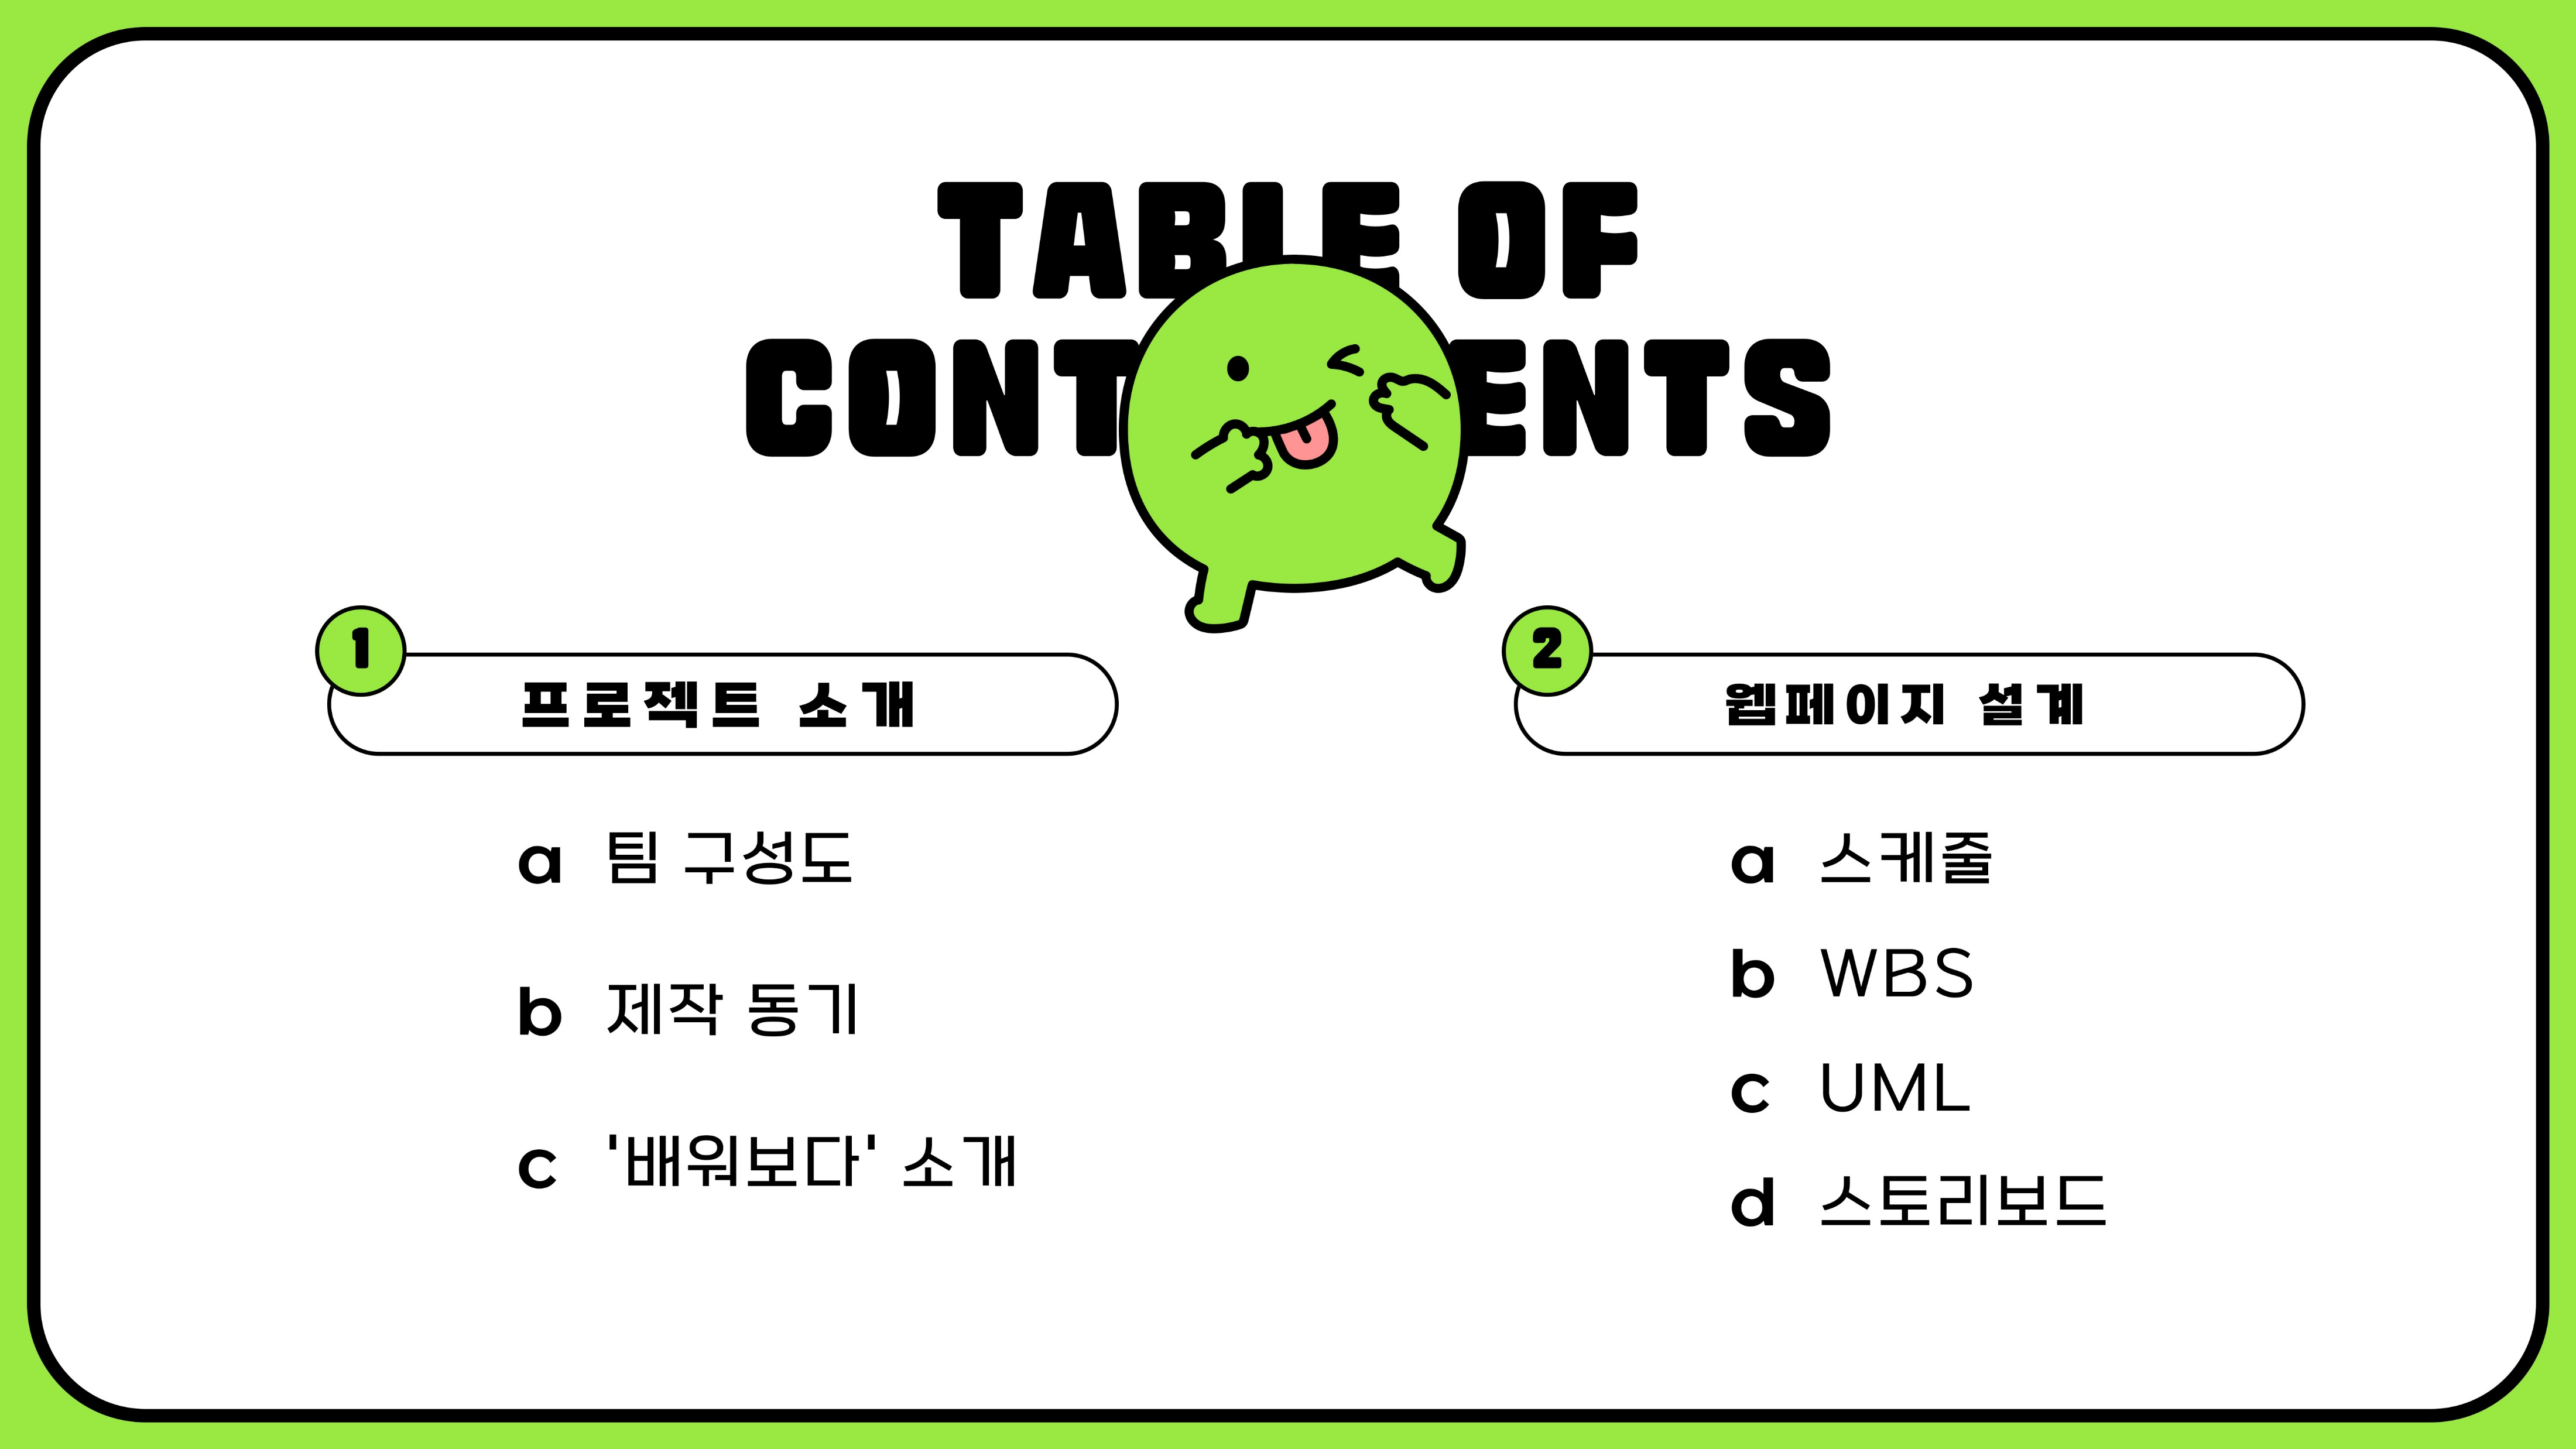 TABLE OF
CONTENTS
1
프로젝트 소개
a 팀 구성도
b 제작 동기
c '배워보다' 소개
2
웹페이지 설계
a 스케줄
b WBS
c UML
d 스토리보드